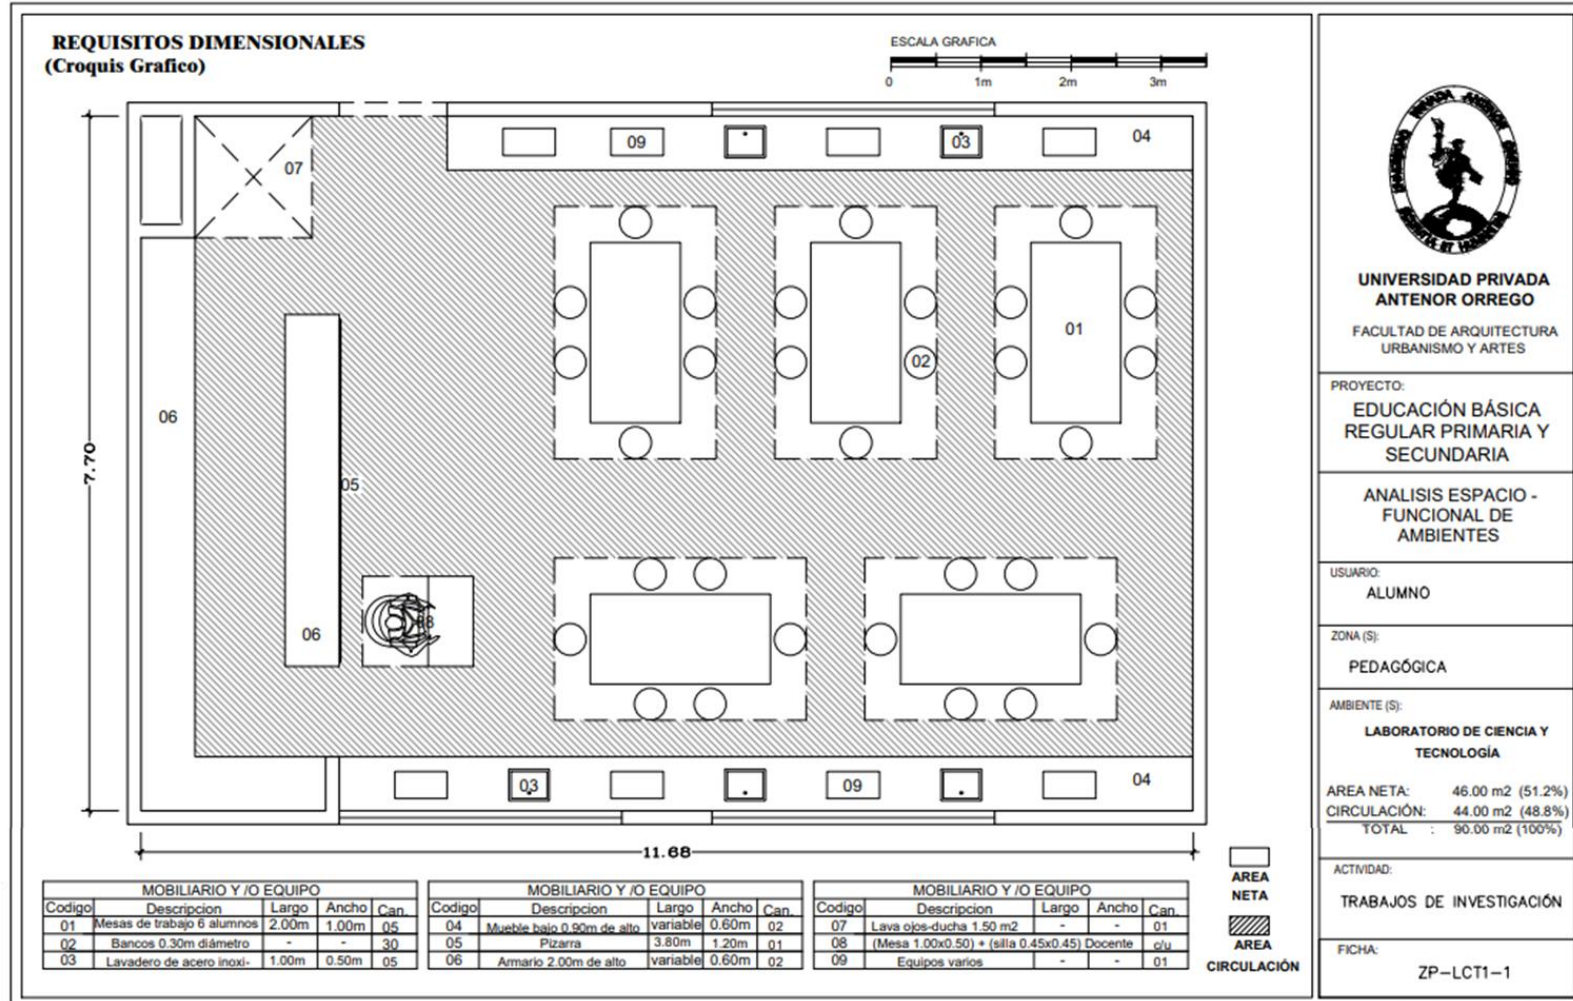 REQUISITOS DIMENSIONALES
(Croquis Grafico)
ESCALA GRAFICA
0 1m 2m 3m
07
09
03
04
01
02
06
05
06
08
7.70
03
09
04
11.68
AREA
NETA
AREA
CIRCULACIÓN
MOBILIARIO Y /O EQUIPO
Codigo Descripcion Largo Ancho Can.
01 Mesas de trabajo 6 alumnos 2.00m 1.00m 05
02 Bancos 0.30m diámetro - - 30
03 Lavadero de acero inoxi- 1.00m 0.50m 05
MOBILIARIO Y /O EQUIPO
Codigo Descripcion Largo Ancho Can.
04 Mueble bajo 0.90m de alto variable 0.60m 02
05 Pizarra 3.80m 1.20m 01
06 Armario 2.00m de alto variable 0.60m 02
MOBILIARIO Y /O EQUIPO
Codigo Descripcion Largo Ancho Can.
07 Lava ojos-ducha 1.50 m2 - - 01
08 (Mesa 1.00x0.50) + (silla 0.45x0.45) Docente c/u
09 Equipos varios - - 01
UNIVERSIDAD PRIVADA
ANTENOR ORREGO
FACULTAD DE ARQUITECTURA
URBANISMO Y ARTES
PROYECTO:
EDUCACIÓN BÁSICA
REGULAR PRIMARIA Y
SECUNDARIA
ANALISIS ESPACIO -
FUNCIONAL DE
AMBIENTES
USUARIO:
ALUMNO
ZONA (S):
PEDAGÓGICA
AMBIENTE (S):
LABORATORIO DE CIENCIA Y
TECNOLOGÍA
AREA NETA: 46.00 m2 (51.2%)
CIRCULACIÓN: 44.00 m2 (48.8%)
TOTAL : 90.00 m2 (100%)
ACTIVIDAD:
TRABAJOS DE INVESTIGACIÓN
FICHA:
ZP-LCT1-1